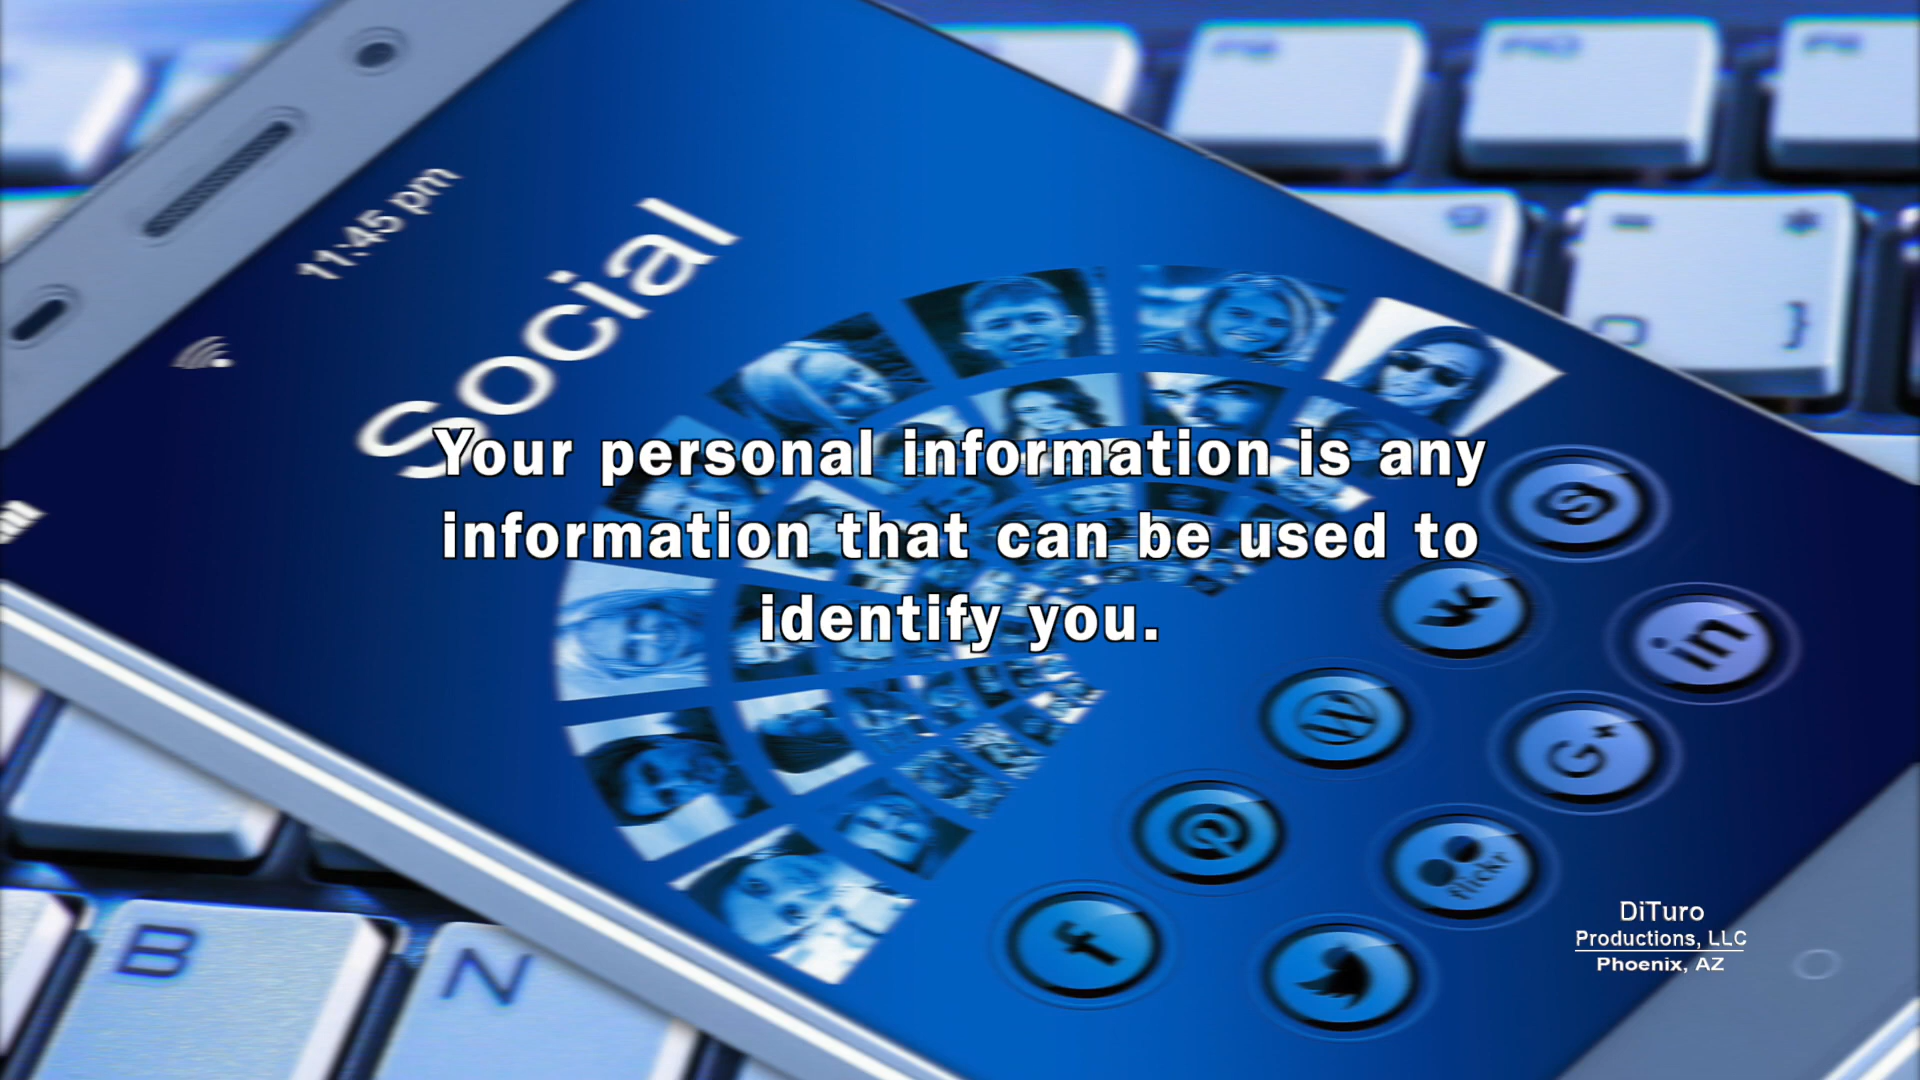 11:45 pm
Social
Your personal information is any
information that can be used to
identify you.
in
G+
flickr
f
B
N
DiTuro
Productions, LLC
Phoenix, AZ